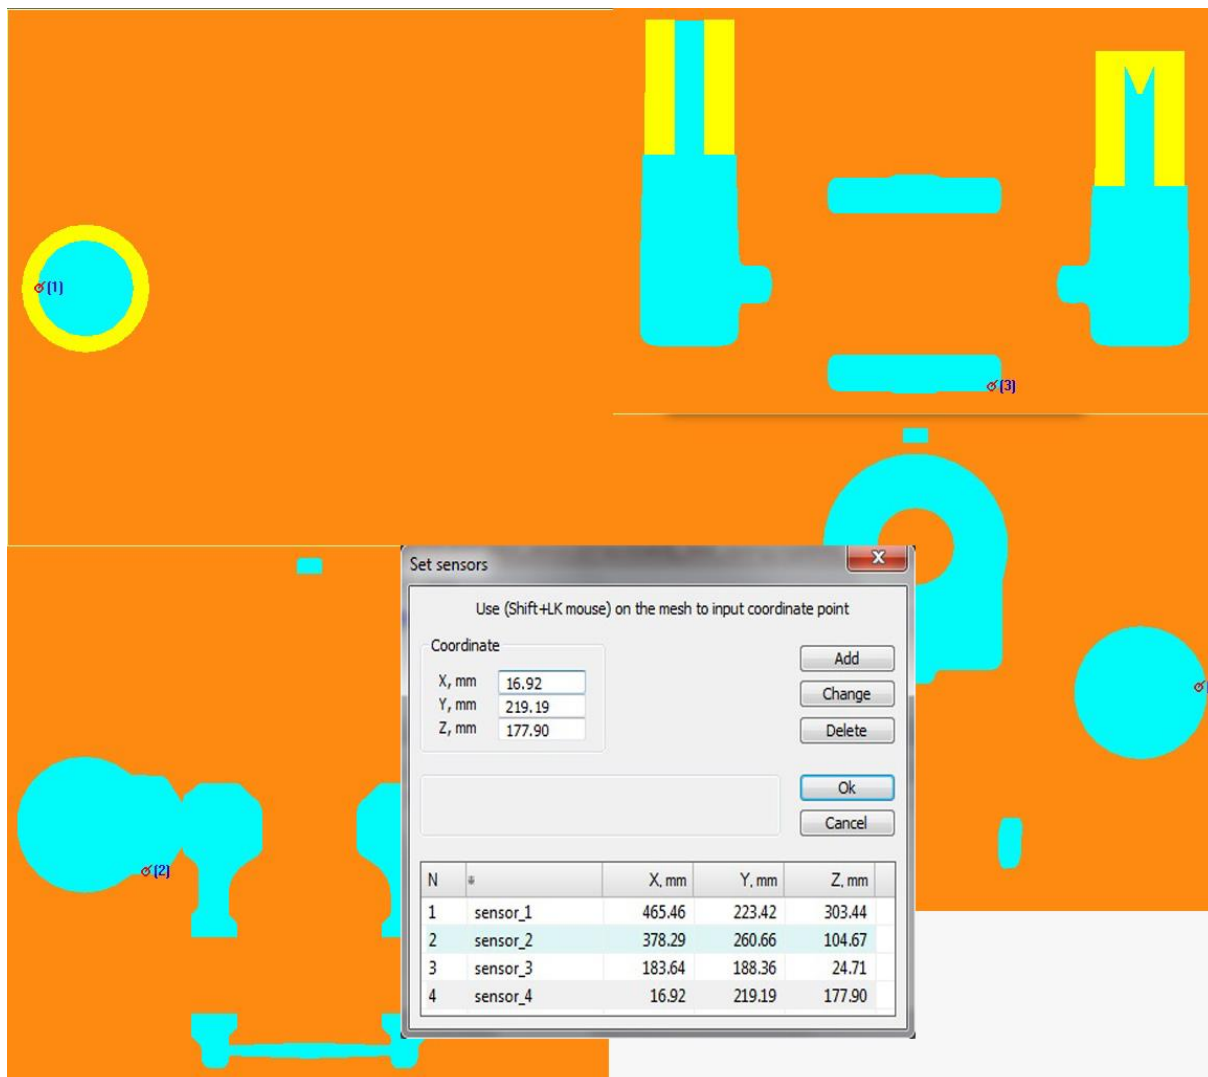 (1)
(3)
Set sensors
X
Use (Shift+LK mouse) on the mesh to input coordinate point
Coordinate
X, mm 16.92
Y, mm 219.19
Z, mm 177.90
Add
Change
Delete
Ok
Cancel
(2)
N X, mm Y, mm Z, mm
1 sensor_1 465.46 223.42 303.44
2 sensor_2 378.29 260.66 104.67
3 sensor_3 183.64 188.36 24.71
4 sensor_4 16.92 219.19 177.90